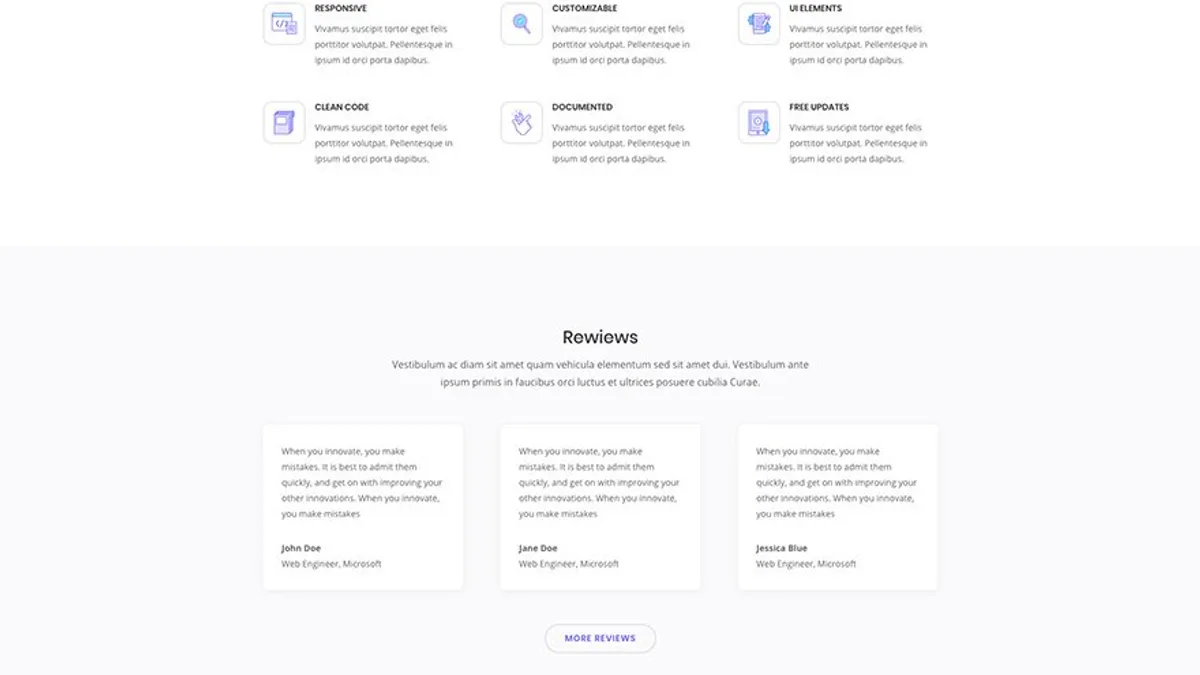 RESPONSIVE
Vivamus suscipit tortor eget felis
porttitor volutpat. Pellentesque in
ipsum id orci porta dapibus.
CUSTOMIZABLE
Vivamus suscipit tortor eget felis
porttitor volutpat. Pellentesque in
ipsum id orci porta dapibus.
UI ELEMENTS
Vivamus suscipit tortor eget felis
porttitor volutpat. Pellentesque in
ipsum id orci porta dapibus.
CLEAN CODE
Vivamus suscipit tortor eget felis
porttitor volutpat. Pellentesque in
ipsum id orci porta dapibus.
DOCUMENTED
Vivamus suscipit tortor eget felis
porttitor volutpat. Pellentesque in
ipsum id orci porta dapibus.
FREE UPDATES
Vivamus suscipit tortor eget felis
porttitor volutpat. Pellentesque in
ipsum id orci porta dapibus.
Rewiews
Vestibulum ac diam sit amet quam vehicula elementum sed sit amet dui. Vestibulum ante
ipsum primis in faucibus orci luctus et ultrices posuere cubilia Curae.
When you innovate, you make
mistakes. It is best to admit them
quickly, and get on with improving your
other innovations. When you innovate,
you make mistakes
John Doe
Web Engineer, Microsoft
When you innovate, you make
mistakes. It is best to admit them
quickly, and get on with improving your
other innovations. When you innovate,
you make mistakes
Jane Doe
Web Engineer, Microsoft
When you innovate, you make
mistakes. It is best to admit them
quickly, and get on with improving your
other innovations. When you innovate,
you make mistakes
Jessica Blue
Web Engineer, Microsoft
MORE REVIEWS